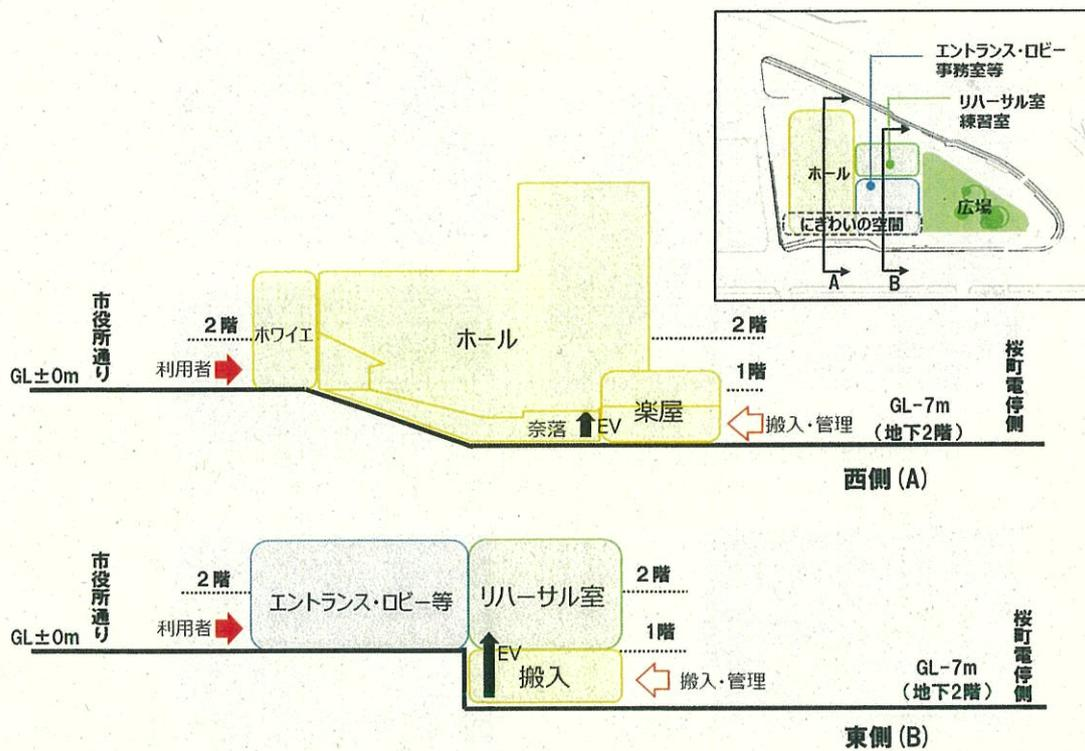 エントランス・ロビー
事務室等
リハーサル室
練習室
ホール
広場
にぎわいの空間
A
B
市役所通り
2階
ホワイエ
ホール
2階
桜町電停側
GL±0m
利用者
1階
楽屋
奈落
EV
搬入・管理
GL-7m
(地下2階)
西側(A)
市役所通り
2階
エントランス・ロビー等
リハーサル室
2階
桜町電停側
GL±0m
利用者
1階
EV
搬入
搬入・管理
GL-7m
(地下2階)
東側(B)